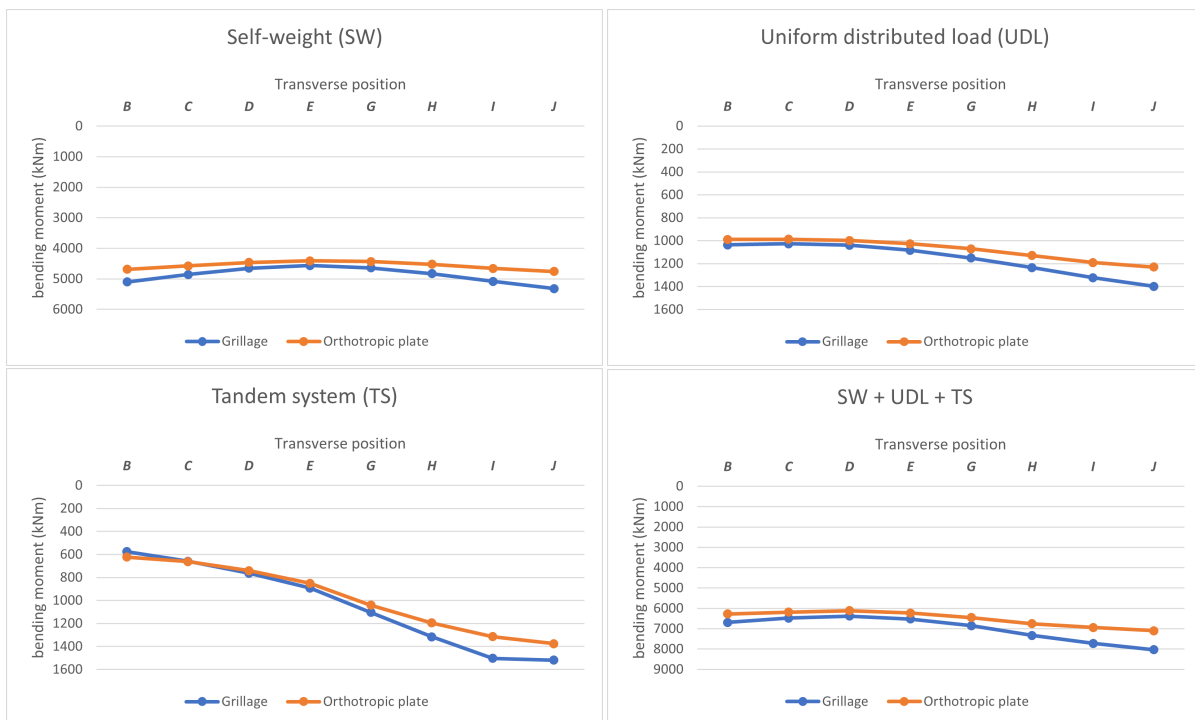 Self-weight (SW)
Transverse position
B C D E G H I J
bending moment (kNm)
0
1000
2000
3000
4000
5000
6000
Grillage Orthotropic plate
Uniform distributed load (UDL)
Transverse position
B C D E G H I J
bending moment (kNm)
0
200
400
600
800
1000
1200
1400
1600
Grillage Orthotropic plate
Tandem system (TS)
Transverse position
B C D E G H I J
bending moment (kNm)
0
200
400
600
800
1000
1200
1400
1600
Grillage Orthotropic plate
SW + UDL + TS
Transverse position
B C D E G H I J
bending moment (kNm)
0
1000
2000
3000
4000
5000
6000
7000
8000
9000
Grillage Orthotropic plate